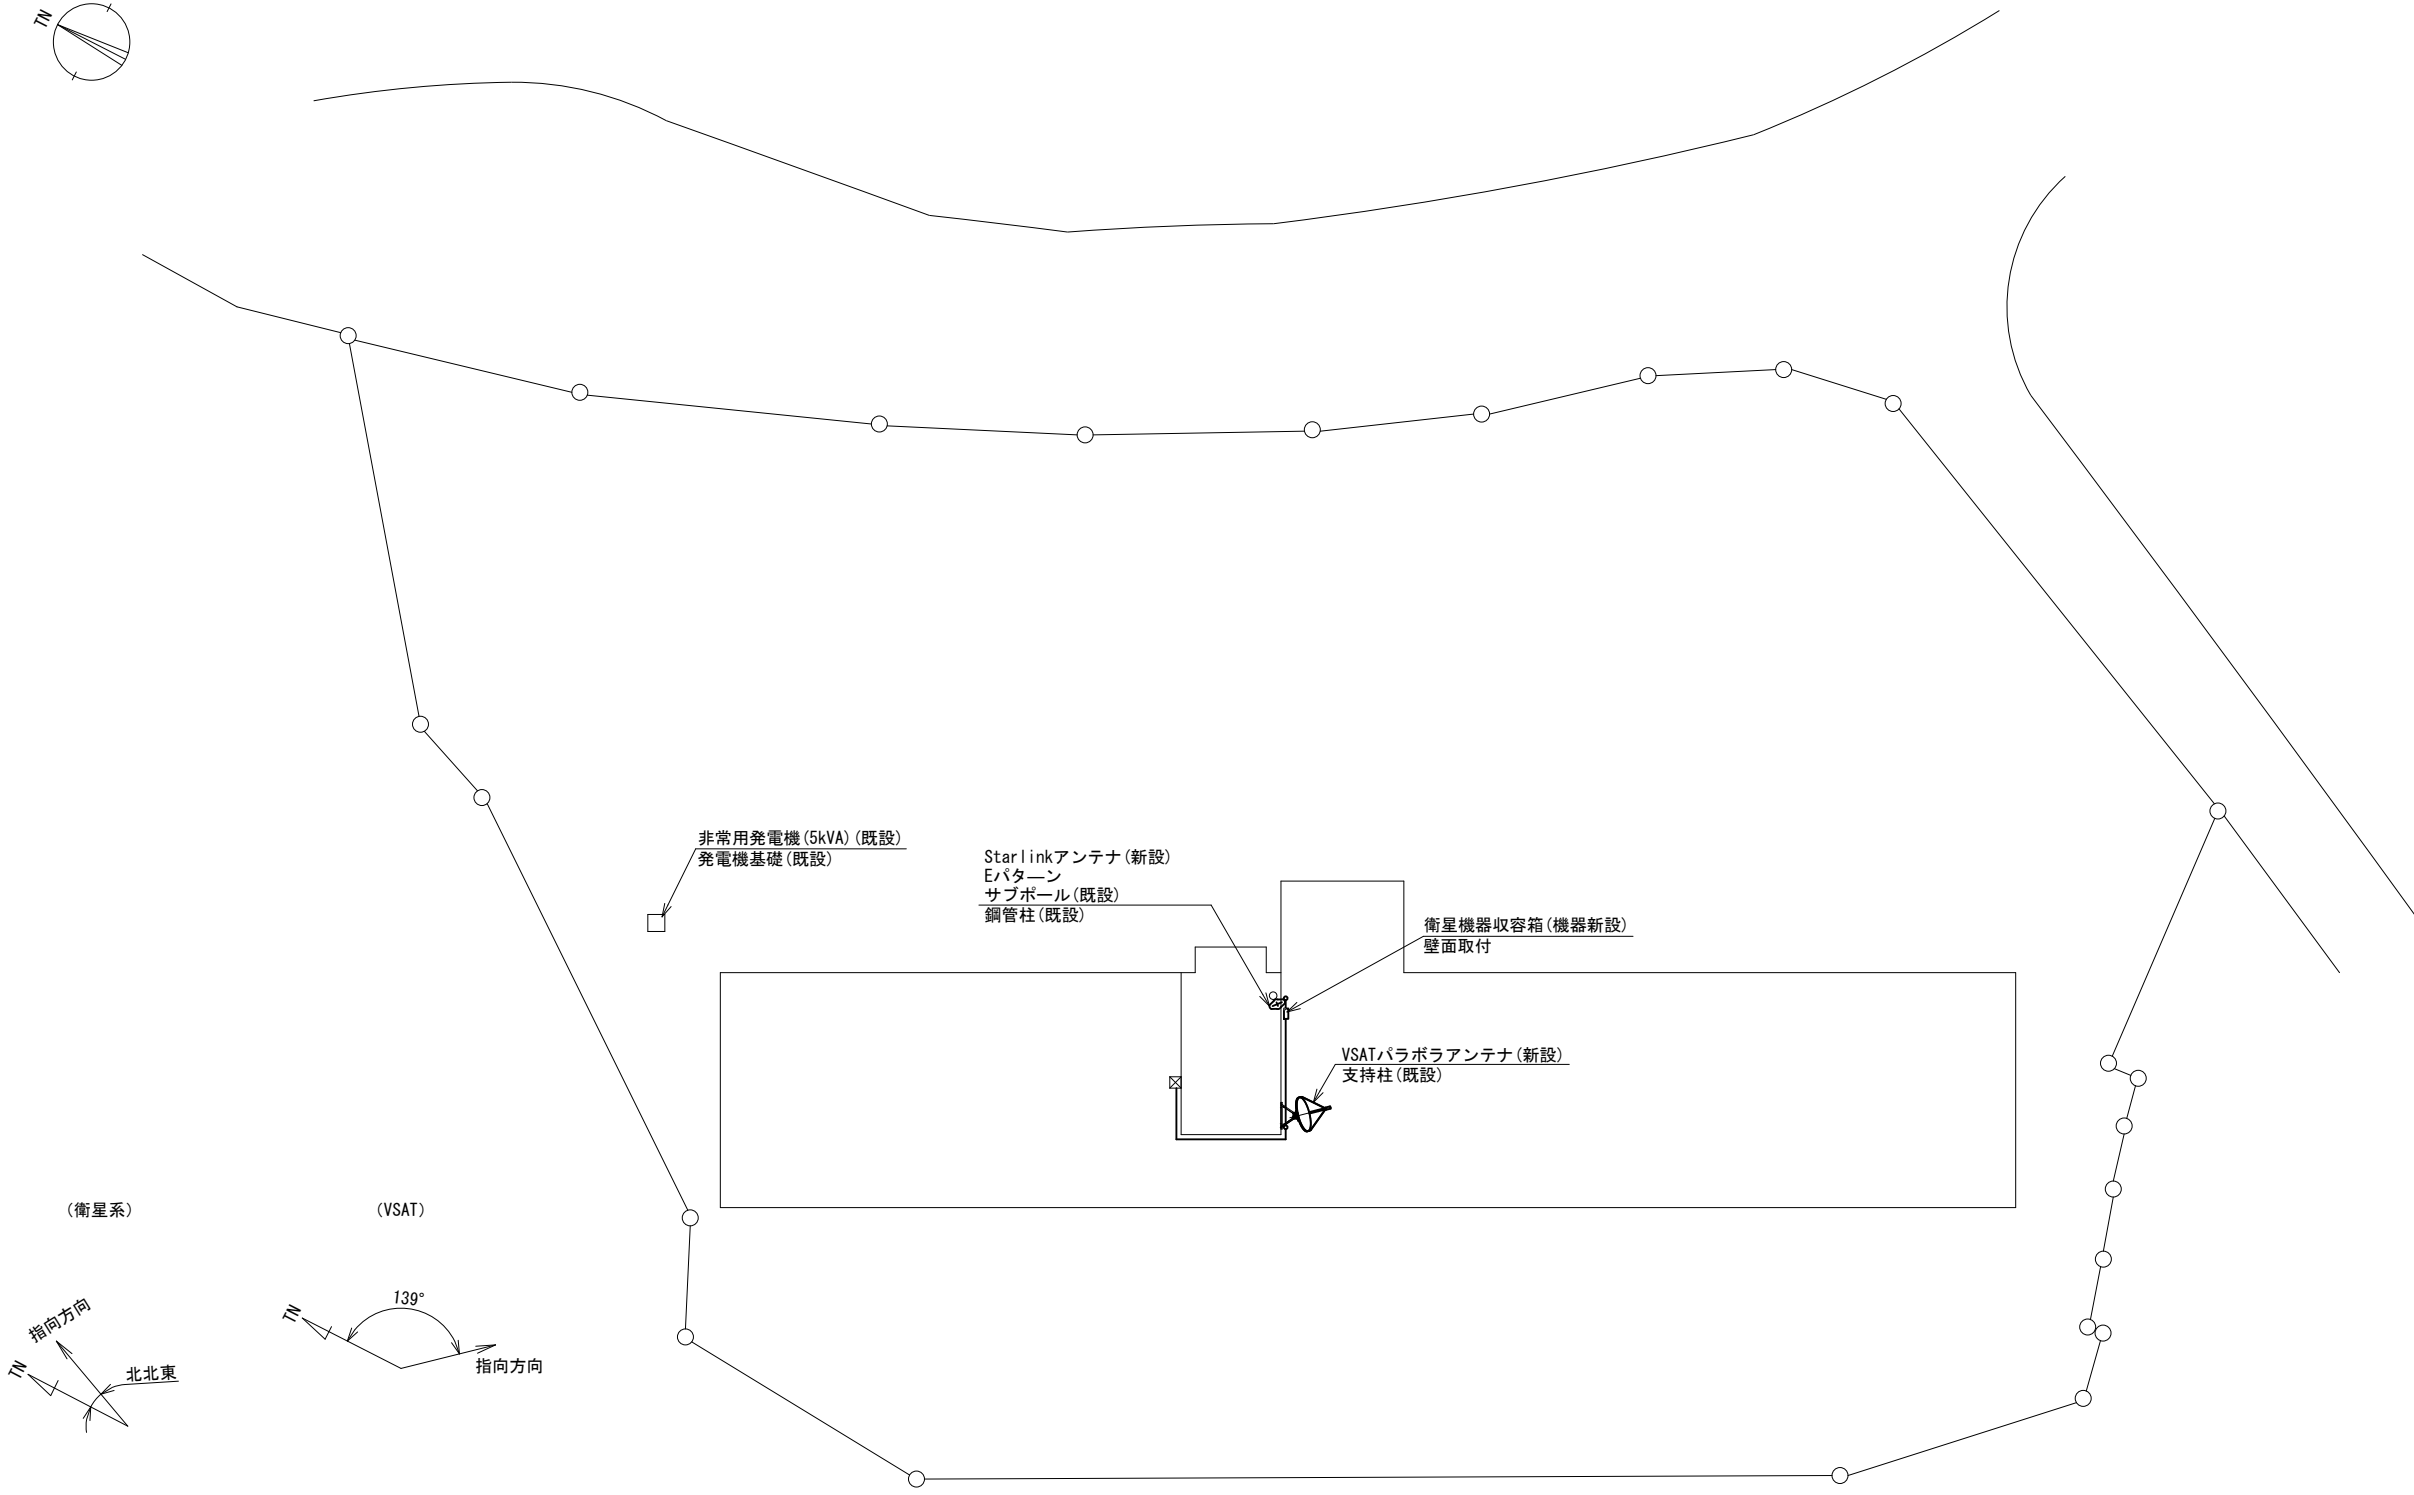 TN
非常用発電機(5kVA)(既設)
発電機基礎(既設)
Starlinkアンテナ(新設)
Eパターン
サブポール(既設)
鋼管柱(既設)
衛星機器収容箱(機器新設)
壁面取付
VSATパラボラアンテナ(新設)
支持柱(既設)
(衛星系)
指向方向
TN
北北東
(VSAT)
139°
TN
指向方向